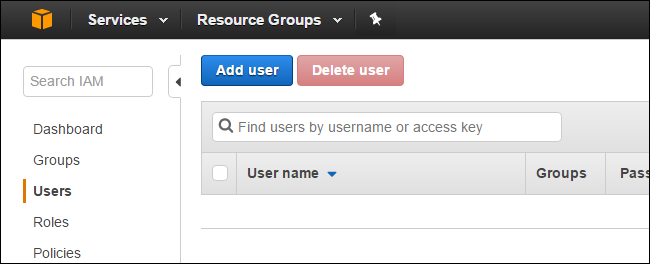 Services Resource Groups
Add user Delete user
Search IAM
Find users by username or access key
Dashboard
Groups
Users
Roles
Policies
User name Groups Pass